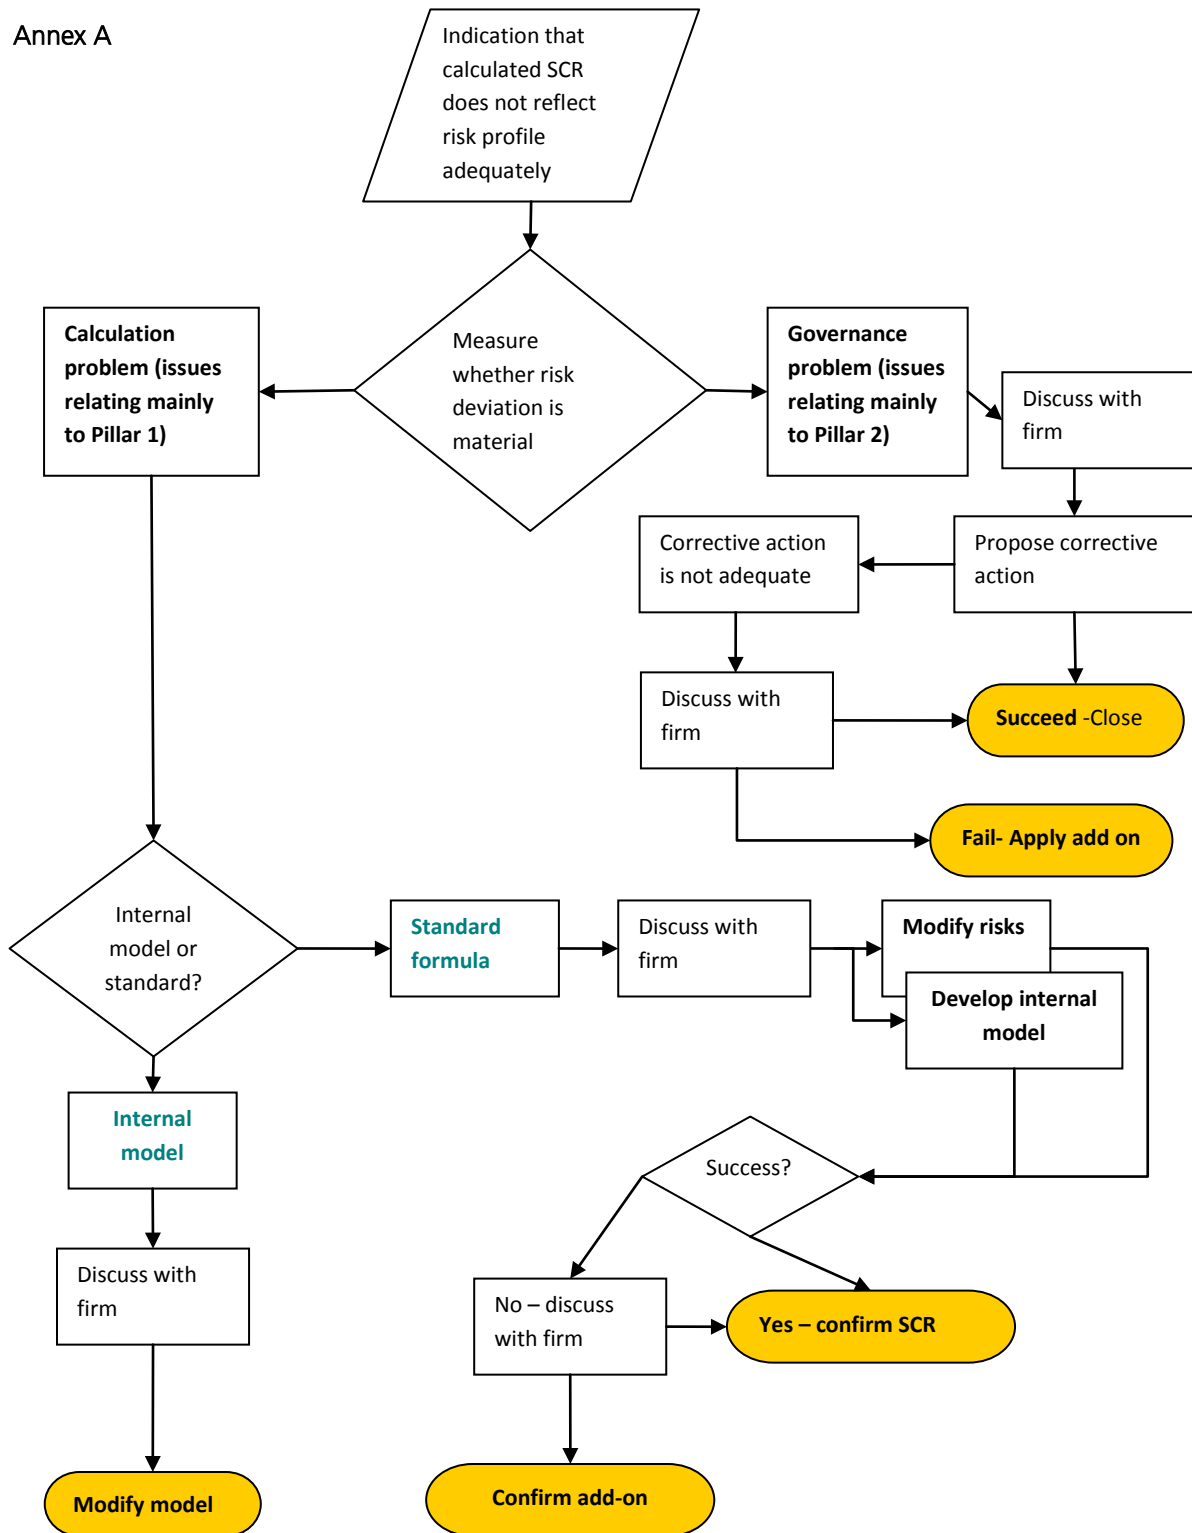 Annex A
Indication that
calculated SCR
does not reflect
risk profile
adequately
Measure
whether risk
deviation is
material
Calculation
problem (issues
relating mainly
to Pillar 1)
Governance
problem (issues
relating mainly
to Pillar 2)
Discuss with
firm
Propose corrective
action
Corrective action
is not adequate
Discuss with
firm
Succeed -Close
Fail- Apply add on
Internal
model or
standard?
Standard
formula
Discuss with
firm
Modify risks
Develop internal
model
Internal
model
Success?
Discuss with
firm
No – discuss
with firm
Yes – confirm SCR
Modify model
Confirm add-on